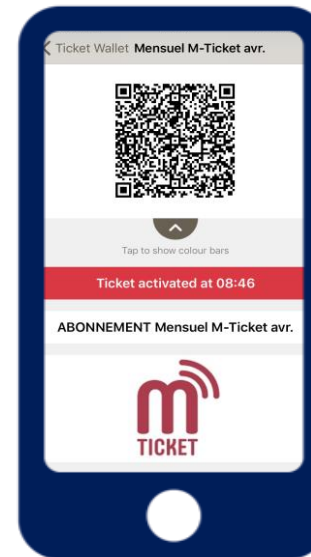 Ticket Wallet Mensuel M-Ticket avr.
Tap to show colour bars
Ticket activated at 08:46
ABONNEMENT Mensuel M-Ticket avr.
m
TICKET